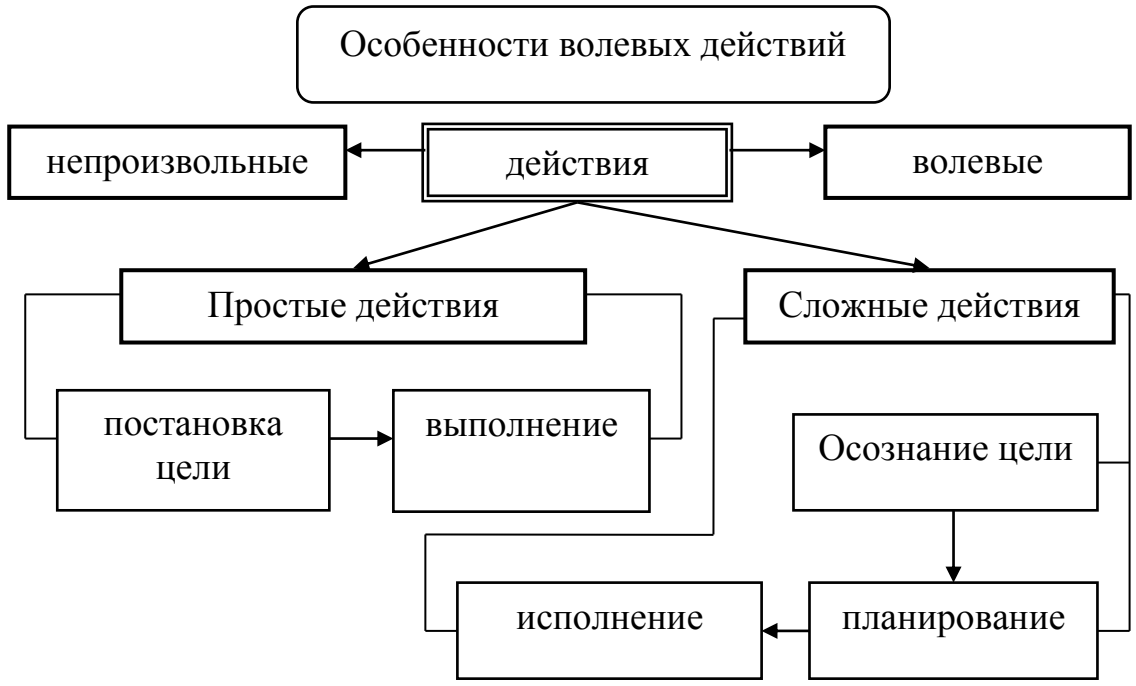 Особенности волевых действий
непроизвольные
действия
волевые
Простые действия
Сложные действия
постановка
цели
выполнение
Осознание цели
исполнение
планирование